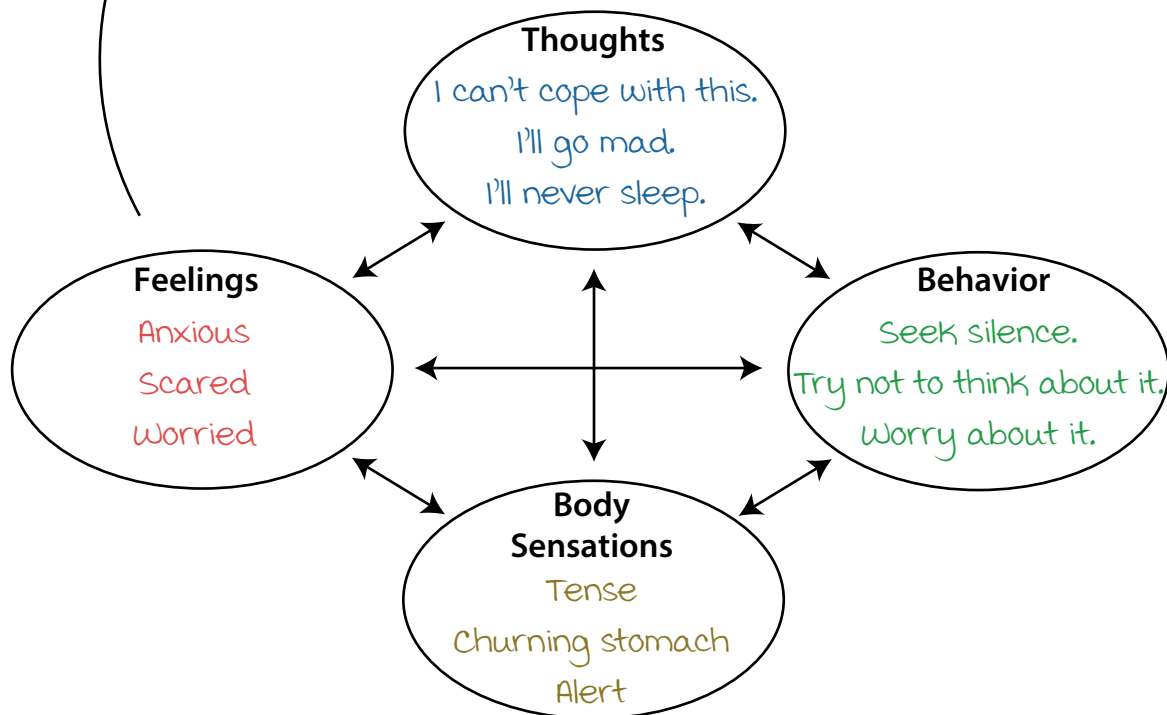 Thoughts
I can't cope with this.
I'll go mad.
I'll never sleep.
Feelings
Anxious
Scared
Worried
Behavior
Seek silence.
Try not to think about it.
Worry about it.
Body
Sensations
Tense
Churning stomach
Alert